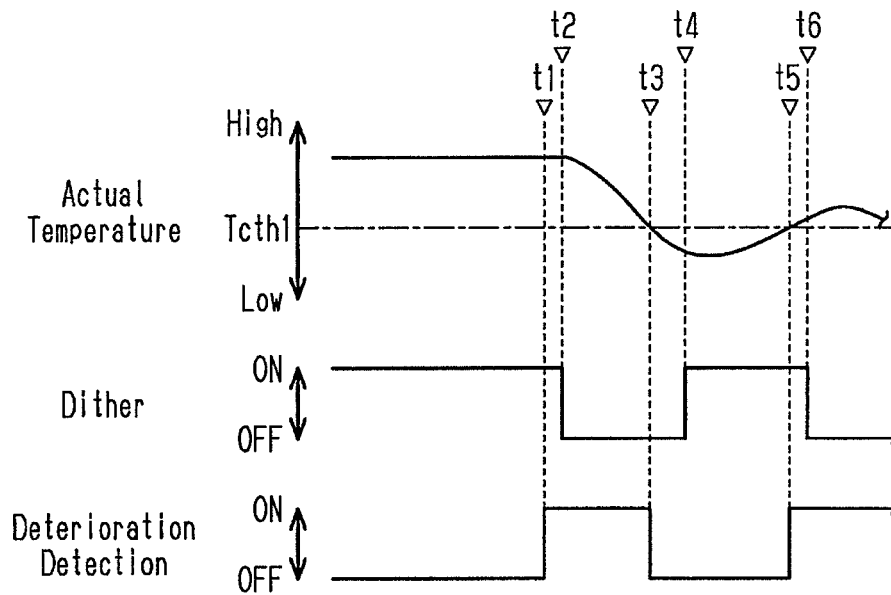 t2 t4 t6
t1 t3 t5
High
Actual
Temperature
Tcth1
Low
ON
Dither
OFF
ON
Deterioration
Detection
OFF